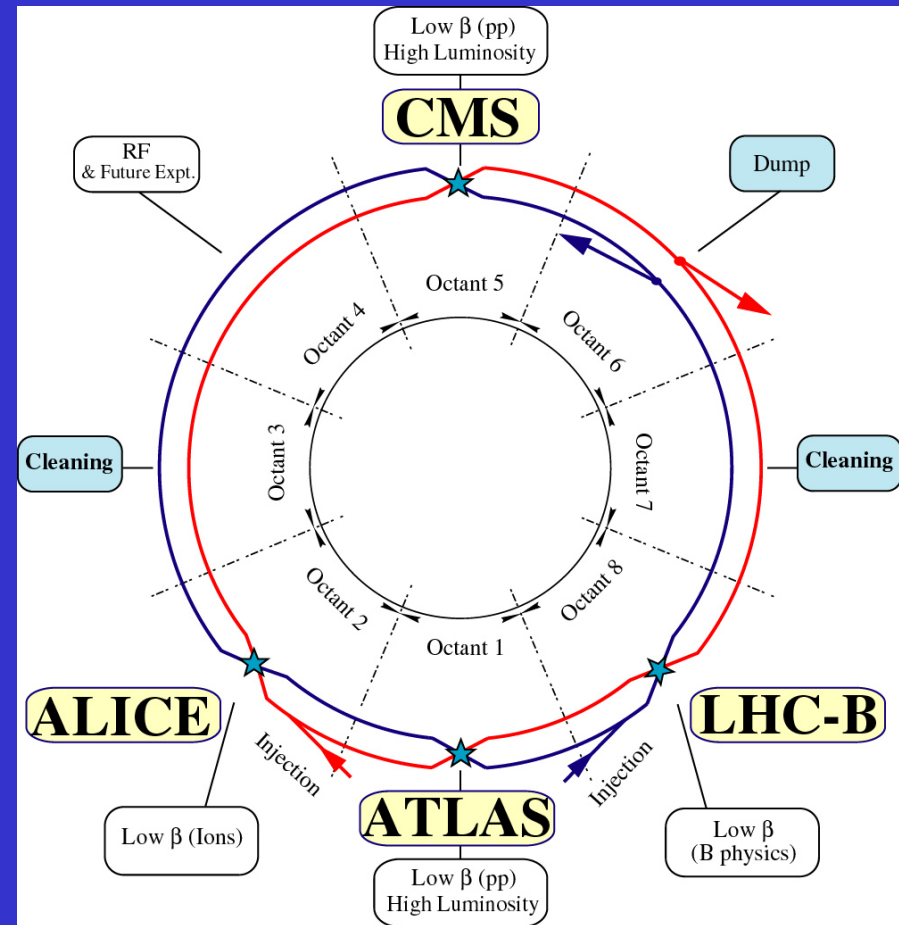 Low β (pp)
High Luminosity
CMS
RF
& Future Expt.
Dump
Octant 5
Octant 4
Octant 6
Cleaning
Octant 3
Octant 7
Cleaning
Octant 2
Octant 8
Octant 1
ALICE
LHC-B
Injection
Injection
ATLAS
Low β (Ions)
Low β
(B physics)
Low β (pp)
High Luminosity